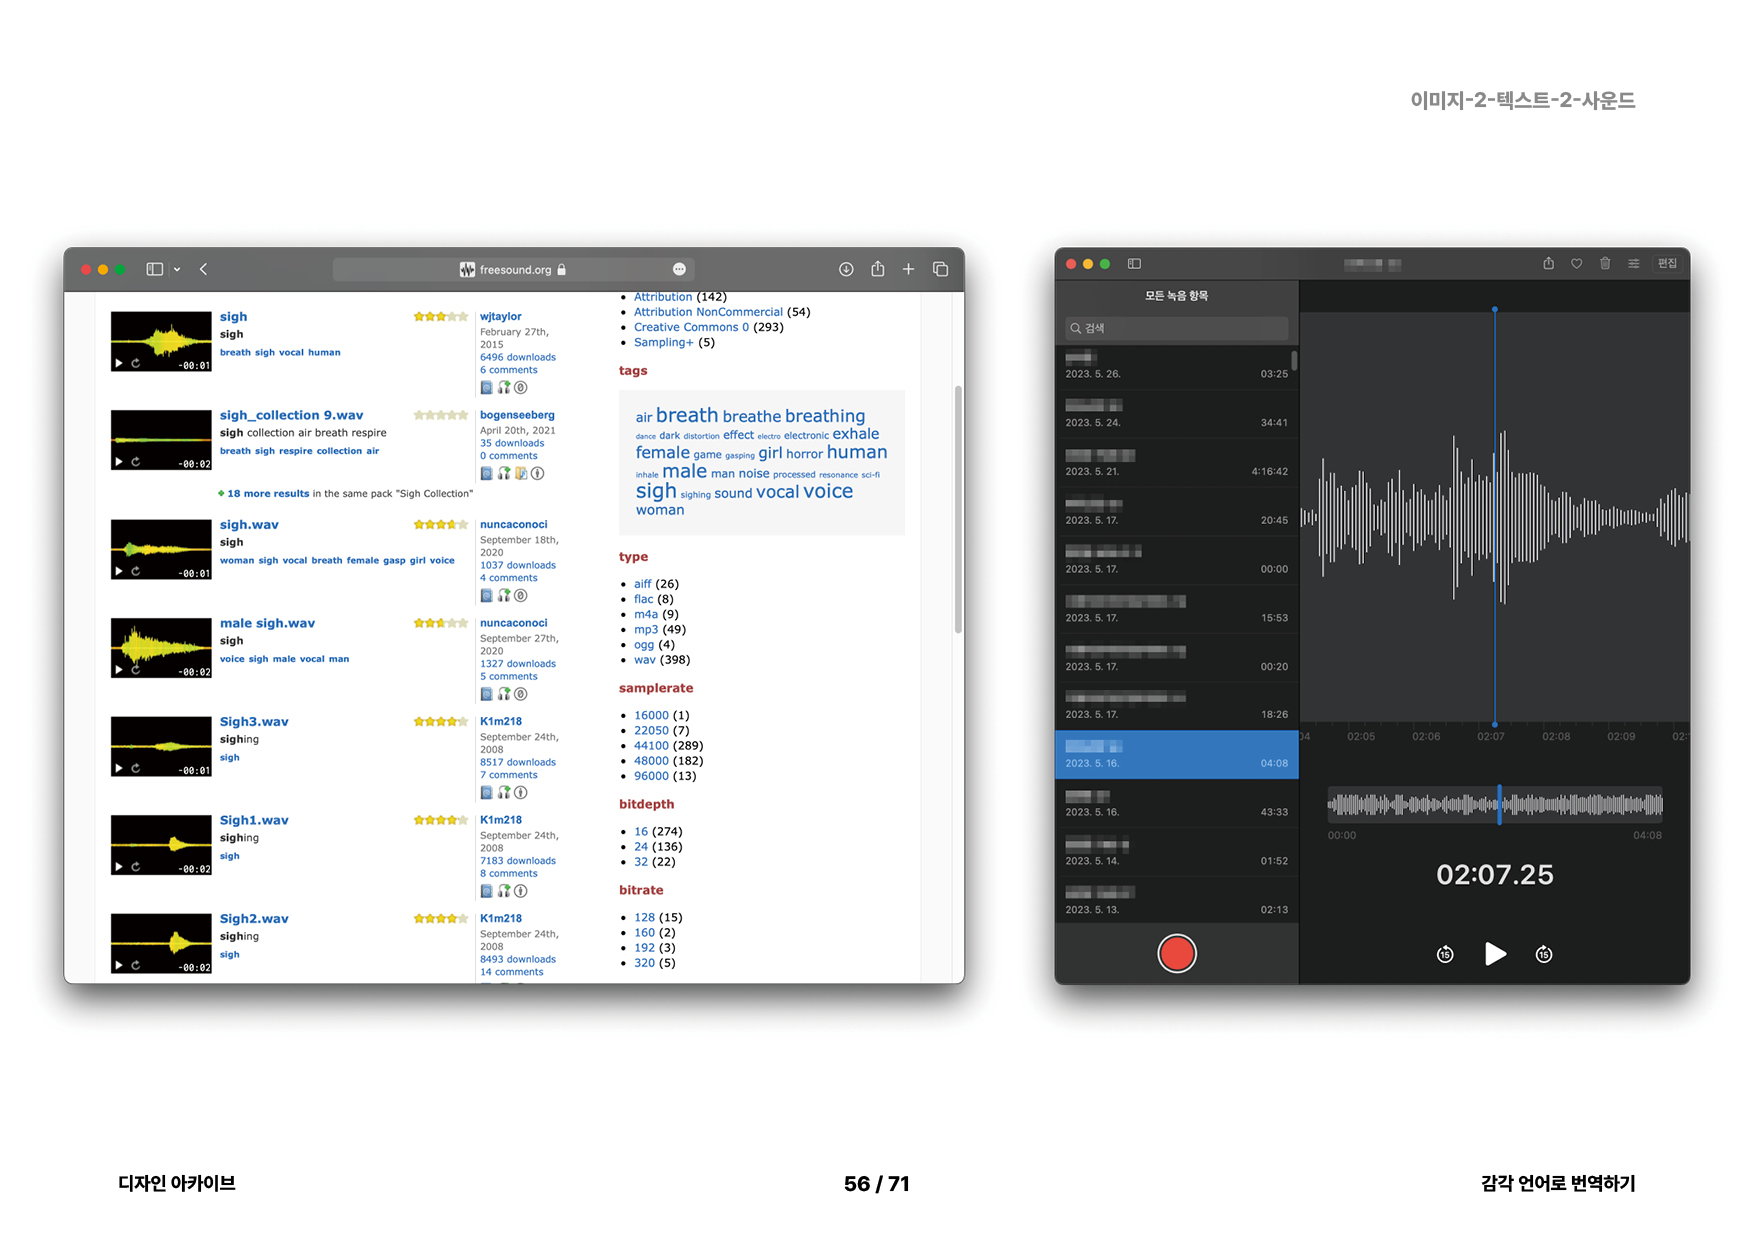 이미지-2-텍스트-2-사운드
freesound.org
sigh
sigh
breath sigh vocal human
-00:01
wjtaylor
February 27th,
2015
6496 downloads
6 comments
sigh_collection 9.wav
sigh collection air breath respire
breath sigh respire collection air
-00:02
bogenseeberg
April 20th, 2021
35 downloads
0 comments
18 more results in the same pack "Sigh Collection"
sigh.wav
sigh
woman sigh vocal breath female gasp girl voice
-00:01
nuncaconoci
September 18th,
2020
1037 downloads
4 comments
male sigh.wav
sigh
voice sigh male vocal man
-00:02
nuncaconoci
September 27th,
2020
1327 downloads
5 comments
Sigh3.wav
sighing
sigh
-00:01
K1m218
September 24th,
2008
8517 downloads
7 comments
Sigh1.wav
sighing
sigh
-00:02
K1m218
September 24th,
2008
7183 downloads
8 comments
Sigh2.wav
sighing
sigh
-00:02
K1m218
September 24th,
2008
8493 downloads
14 comments
Attribution (142)
Attribution NonCommercial (54)
Creative Commons 0 (293)
Sampling+ (5)
tags
air breath breathe breathing
dance dark distortion effect electro electronic exhale
female game gasping girl horror human
inhale male man noise processed resonance sci-fi
sigh sighing sound vocal voice
woman
type
aiff (26)
flac (8)
m4a (9)
mp3 (49)
ogg (4)
wav (398)
samplerate
16000 (1)
22050 (7)
44100 (289)
48000 (182)
96000 (13)
bitdepth
16 (274)
24 (136)
32 (22)
bitrate
128 (15)
160 (2)
192 (3)
320 (5)
편집
모든 녹음 항목
검색
2023. 5. 26. 03:25
2023. 5. 24. 34:41
2023. 5. 21. 4:16:42
2023. 5. 17. 20:45
2023. 5. 17. 00:00
2023. 5. 17. 15:53
2023. 5. 17. 00:20
2023. 5. 17. 18:26
2023. 5. 16. 04:08
2023. 5. 16. 43:33
2023. 5. 14. 01:52
2023. 5. 13. 02:13
04 02:05 02:06 02:07 02:08 02:09 02:
00:00 04:08
02:07.25
15 15
디자인 아카이브
56 / 71
감각 언어로 번역하기